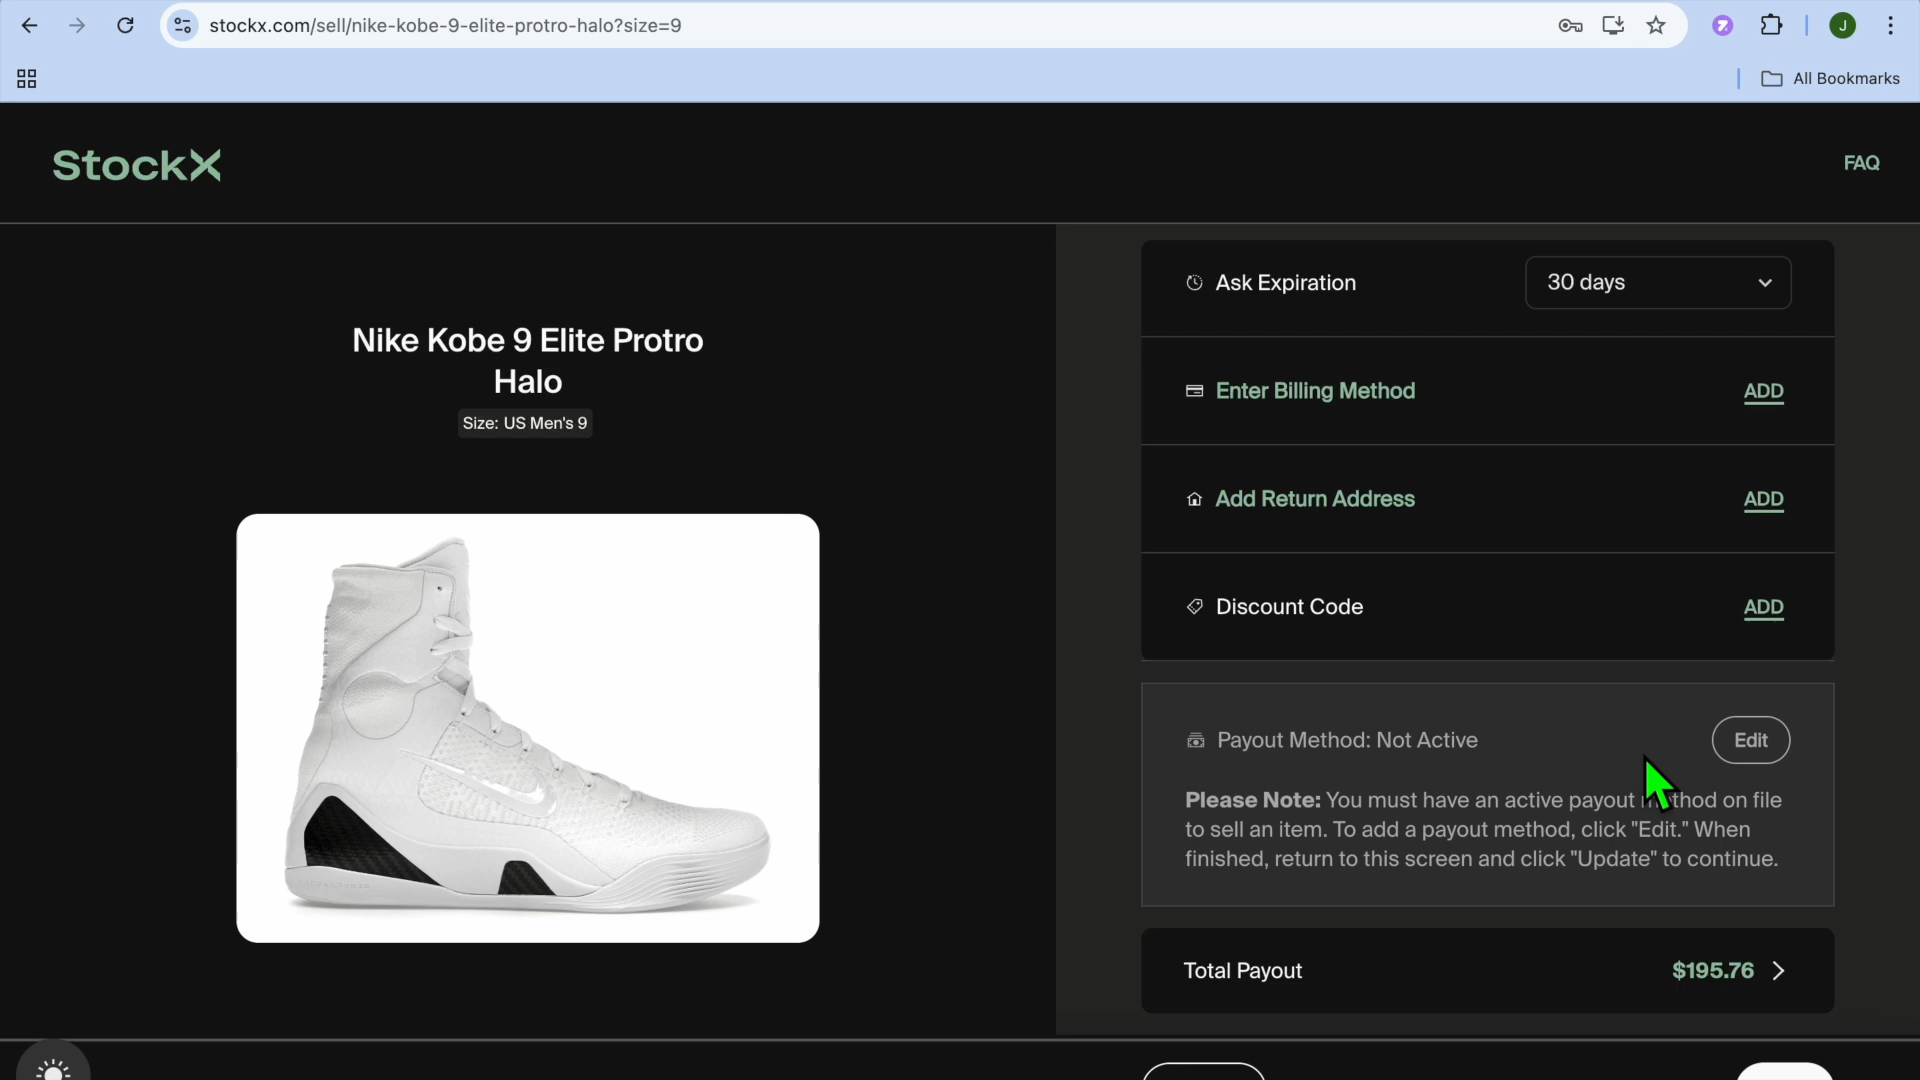 stockx.com/sell/nike-kobe-9-elite-protro-halo?size=9
J
All Bookmarks
StockX
FAQ
Nike Kobe 9 Elite Protro
Halo
Size: US Men's 9
Ask Expiration
30 days
Enter Billing Method
ADD
Add Return Address
ADD
Discount Code
ADD
Payout Method: Not Active
Edit
Please Note: You must have an active payout method on file
to sell an item. To add a payout method, click "Edit." When
finished, return to this screen and click "Update" to continue.
Total Payout
$195.76